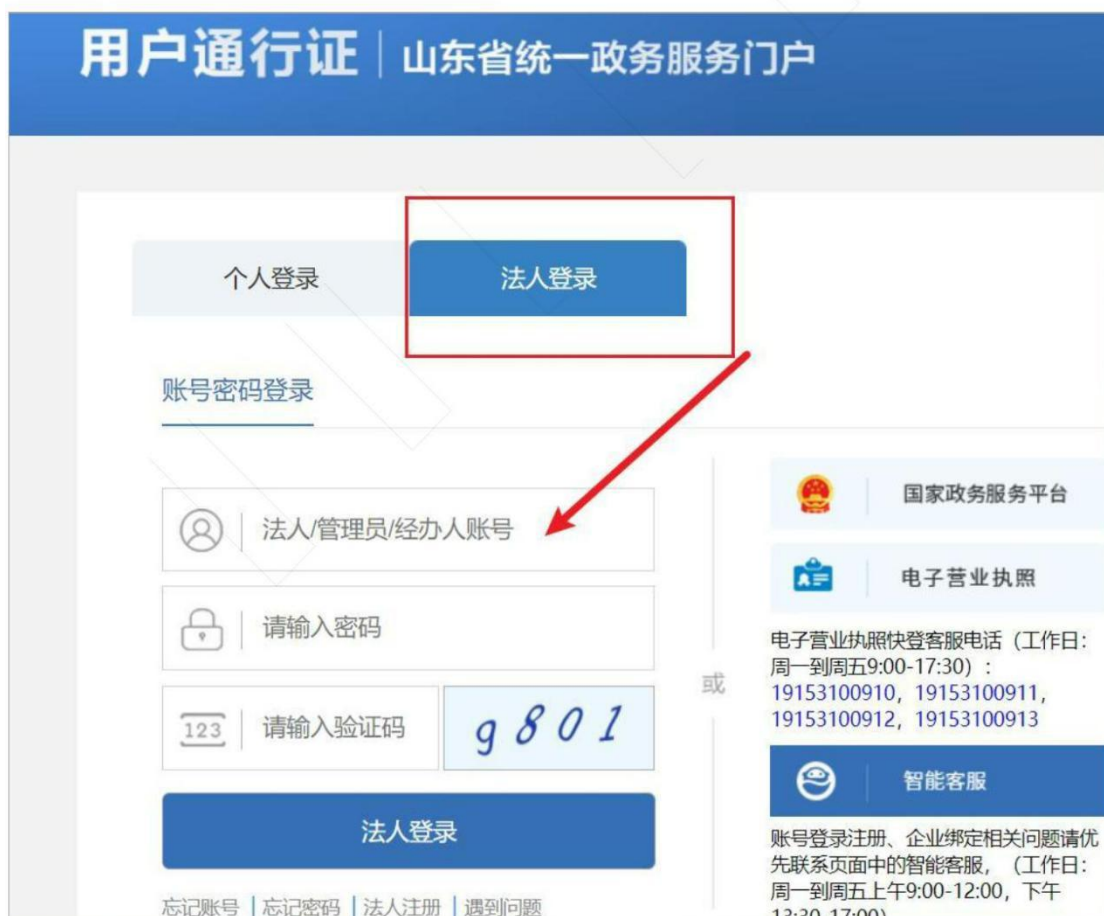 用户通行证 山东省统一政务服务门户
个人登录 法人登录
账号密码登录
法人/管理员/经办人账号
请输入密码
123 请输入验证码 g801
法人登录
忘记账号 忘记密码 法人注册 遇到问题
或
国家政务服务平台
电子营业执照
电子营业执照快登客服电话（工作日：
周一到周五9:00-17:30）：
19153100910，19153100911，
19153100912，19153100913
智能客服
账号登录注册、企业绑定相关问题请优
先联系页面中的智能客服，（工作日：
周一到周五上午9:00-12:00，下午
13:30-17:00）